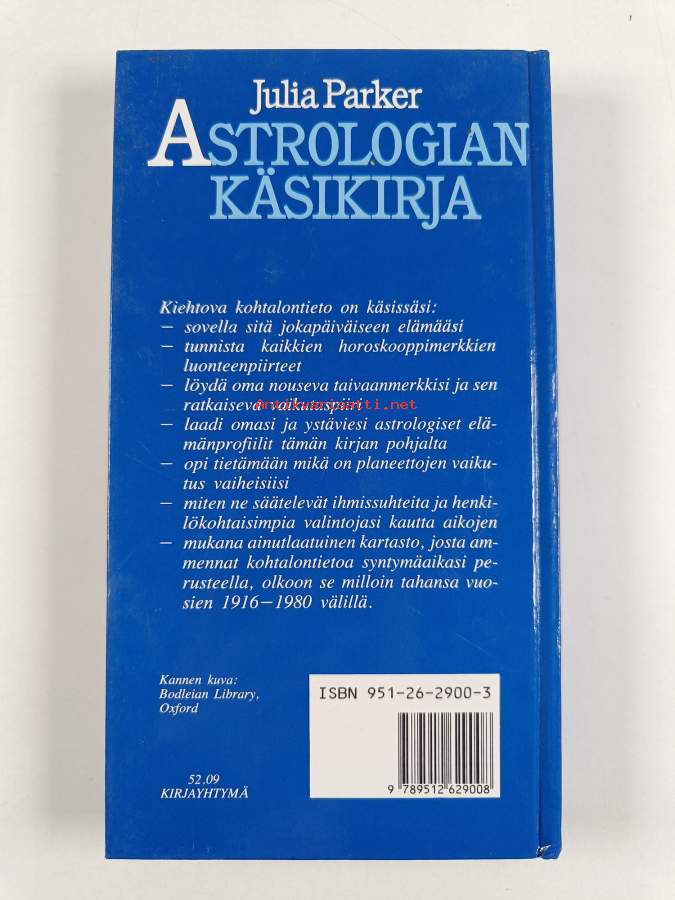 Julia Parker
ASTROLOGIAN
KÄSIKIRJA
Kiehtova kohtalontieto on käsissäsi:
– sovella sitä jokapäiväiseen elämääsi
– tunnista kaikkien horoskooppimerkkien
luonteenpiirteet
– löydä oma nouseva taivaanmerkkisi ja sen
ratkaiseva vaikutuspiiri
Antikvariaatti.net
– laadi omasi ja ystäviesi astrologiset elä-
mänprofiilit tämän kirjan pohjalta
– opi tietämään mikä on planeettojen vaiku-
tus vaiheisiisi
– miten ne säätelevät ihmissuhteita ja henki-
lökohtaisimpia valintojasi kautta aikojen
– mukana ainutlaatuinen kartasto, josta am-
mennat kohtalontietoa syntymäaikasi pe-
rusteella, olkoon se milloin tahansa vuo-
sien 1916–1980 välillä.
Kannen kuva:
Bodleian Library,
Oxford
ISBN 951-26-2900-3
9 789512 629008
52.09
KIRJAYHTYMÄ